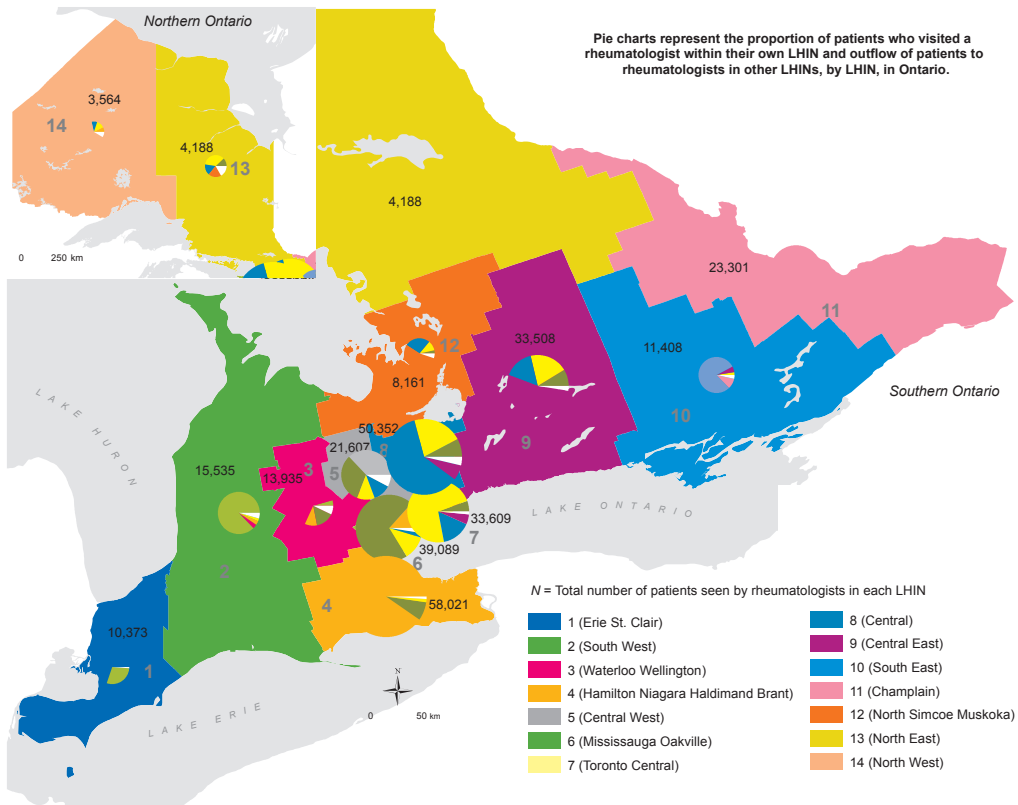 Northern Ontario
Pie charts represent the proportion of patients who visited a
rheumatologist within their own LHIN and outflow of patients to
rheumatologists in other LHINs, by LHIN, in Ontario.
3,564
14
4,188
13
4,188
0 250 km
23,301
11
33,508
12
11,408
8,161
Southern Ontario
10
9
50,352
8
21,607
3
5
15,535
13,935
LAKE HURON
33,609
LAKE ONTARIO
7
39,089
6
2
4
58,021
10,373
1
N
0 50 km
LAKE ERIE
N = Total number of patients seen by rheumatologists in each LHIN
1 (Erie St. Clair)
2 (South West)
3 (Waterloo Wellington)
4 (Hamilton Niagara Haldimand Brant)
5 (Central West)
6 (Mississauga Oakville)
7 (Toronto Central)
8 (Central)
9 (Central East)
10 (South East)
11 (Champlain)
12 (North Simcoe Muskoka)
13 (North East)
14 (North West)